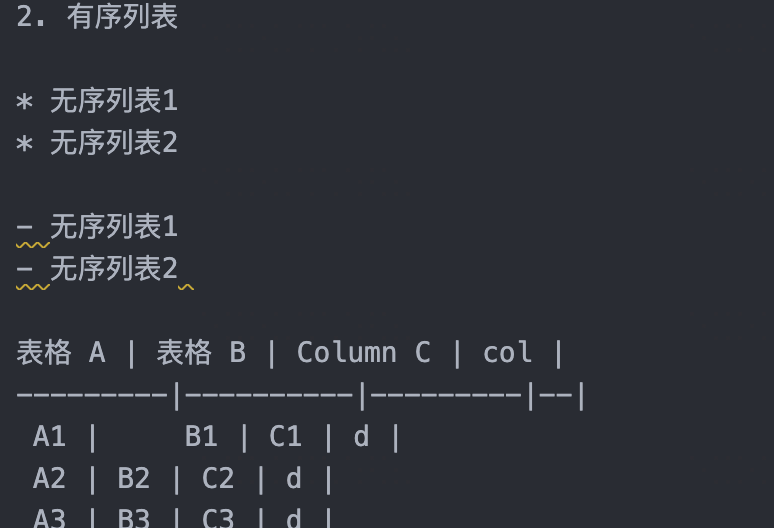 2. 有序列表
* 无序列表1
* 无序列表2
- 无序列表1
- 无序列表2
表格 A | 表格 B | Column C | col |
---------|----------|---------|--|
 A1 |     B1 | C1 | d |
 A2 | B2 | C2 | d |
 A3 | B3 | C3 | d |